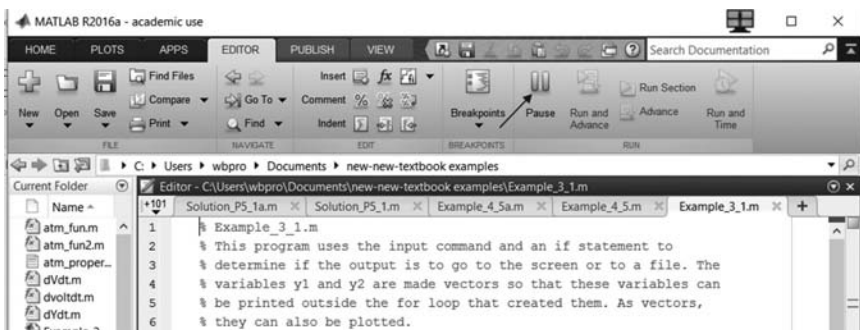 MATLAB R2016a - academic use
HOME PLOTS APPS EDITOR PUBLISH VIEW Search Documentation
New Open Save Find Files Compare Print
Go To Find
Insert fx
Comment %
Indent
Breakpoints Pause Run and Advance Run Section Advance Run and Time
FILE NAVIGATE EDIT BREAKPOINTS RUN
C: Users wbpro Documents new-new-textbook examples
Current Folder Editor - C:\Users\wbpro\Documents\new-new-textbook examples\Example_3_1.m
Name +101 Solution_P5_1a.m Solution_P5_1.m Example_4_5a.m Example_4_5.m Example_3_1.m +
atm_fun.m
atm_fun2.m
atm_proper...
dVdt.m
dvoltdt.m
dYdt.m
1 % Example_3_1.m
2 % This program uses the input command and an if statement to
3 % determine if the output is to go to the screen or to a file. The
4 % variables y1 and y2 are made vectors so that these variables can
5 % be printed outside the for loop that created them. As vectors,
6 % they can also be plotted.